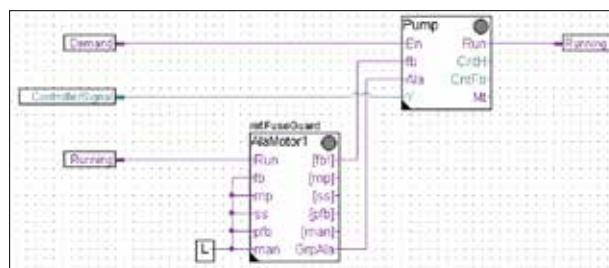 Pump
Demand
En Run
Running
fb CntH
Ala CntFb
ControllerSignal
Y Mt
mfFuseGuard
AlaMotor1
Running
Run [fb!]
fb [mp]
mp [ss]
ss [pfb]
pfb [man]
man GrpAla
L